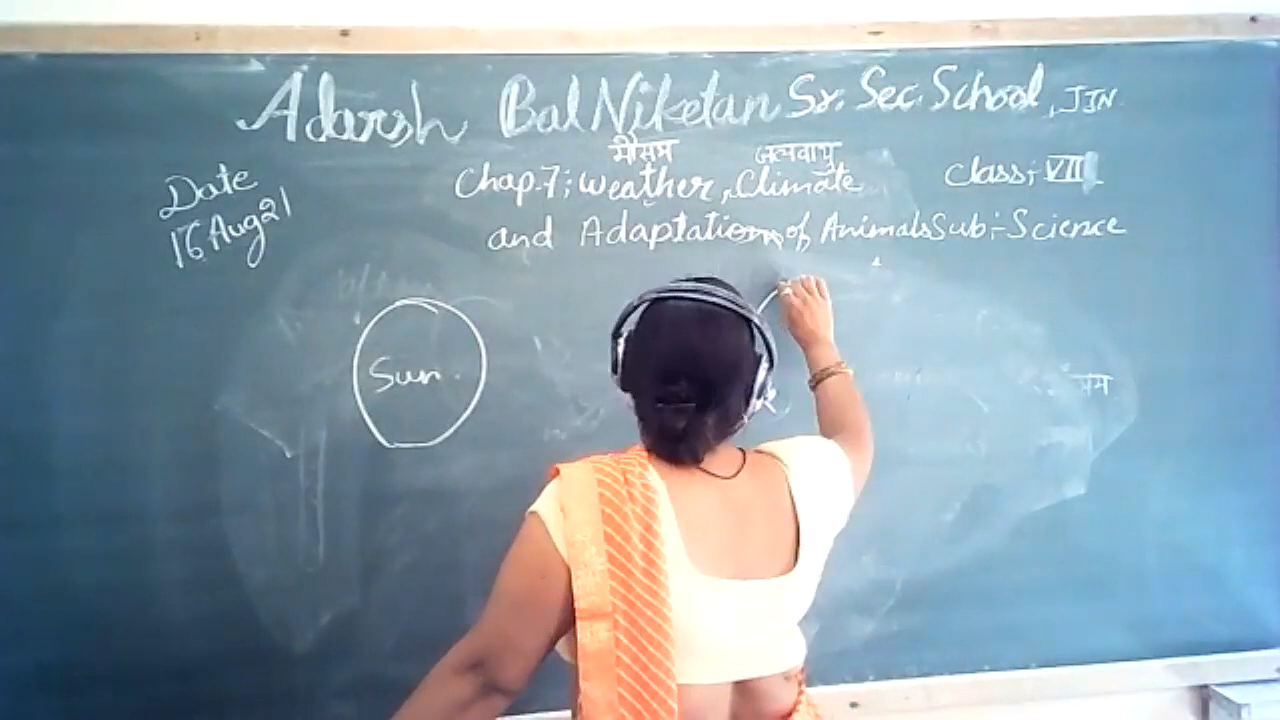 Adarsh Bal Niketan Sr. Sec. School, JJN
Date
16 Aug 21
मौसम जलवायु
Chap.7; Weather, Climate
and Adaptation of Animals
Class:- VII
Sub:- Science
Sun.